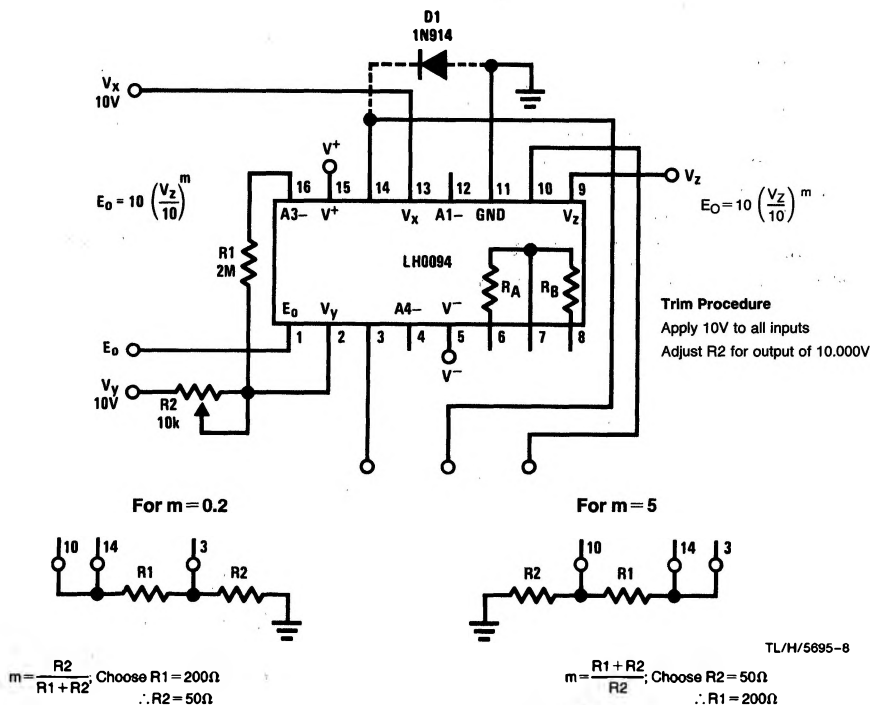 D1
1N914
Vx
10V
V+
16 15 14 13 12 11 10 9
Vz
A3– V+ Vx A1– GND Vz
E0 = 10 (Vz/10)^m
EO = 10 (VZ/10)^m
R1
2M
LH0094
RA RB
Eo Vy A4– V–
1 2 3 4 5 6 7 8
V–
Trim Procedure
Apply 10V to all inputs
Adjust R2 for output of 10.000V
Eo
Vy
10V
R2
10k
For m=0.2
10 14 3
R1 R2
m = R2/(R1+R2); Choose R1=200Ω
∴R2=50Ω
For m=5
10 14 3
R2 R1
TL/H/5695–8
m = (R1+R2)/R2; Choose R2=50Ω
∴R1=200Ω